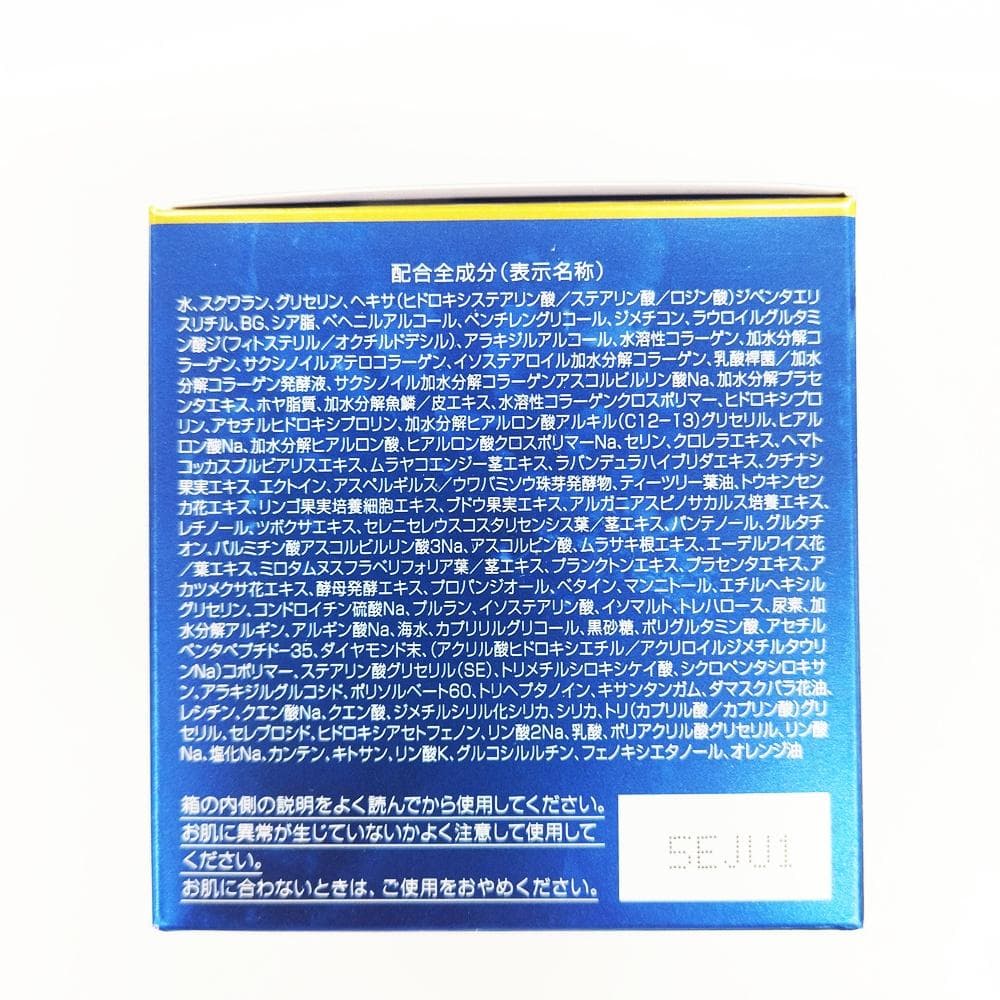 配合全成分（表示名称）
水、スクワラン、グリセリン、ヘキサ（ヒドロキシステアリン酸／ステアリン酸／ロジン酸）ジペンタエリ
スリチル、BG、シア脂、ベヘニルアルコール、ペンチレングリコール、ジメチコン、ラウロイルグルタミ
ン酸ジ（フィトステリル／オクチルドデシル）、アラキジルアルコール、水溶性コラーゲン、加水分解コ
ラーゲン、サクシノイルアテロコラーゲン、イソステアロイル加水分解コラーゲン、乳酸桿菌／加水
分解コラーゲン発酵液、サクシノイル加水分解コラーゲンアスコルビルリン酸Na、加水分解プラセ
ンタエキス、ホヤ脂質、加水分解魚鱗／皮エキス、水溶性コラーゲンクロスポリマー、ヒドロキシプロ
リン、アセチルヒドロキシプロリン、加水分解ヒアルロン酸アルキル（C12-13）グリセリル、ヒアル
ロン酸Na、加水分解ヒアルロン酸、ヒアルロン酸クロスポリマーNa、セリン、クロレラエキス、ヘマト
コッカスプルビアリスエキス、ムラヤコエンジー茎エキス、ラバンデュラハイブリダエキス、クチナシ
果実エキス、エクトイン、アスペルギルス／ウワバミソウ珠芽発酵物、ティーツリー葉油、トウキンセン
カ花エキス、リンゴ果実培養細胞エキス、ブドウ果実エキス、アルガニアスピノサカルス培養エキス、
レチノール、ツボクサエキス、セレニセレウスコスタリセンシス葉／茎エキス、パンテノール、グルタチ
オン、パルミチン酸アスコルビルリン酸3Na、アスコルビン酸、ムラサキ根エキス、エーデルワイス花
／葉エキス、ミロタムヌスフラベリフォリア葉／茎エキス、プランクトンエキス、プラセンタエキス、ア
カツメクサ花エキス、酵母発酵エキス、プロパンジオール、ベタイン、マンニトール、エチルヘキシル
グリセリン、コンドロイチン硫酸Na、プルラン、イソステアリン酸、イソマルト、トレハロース、尿素、加
水分解アルギン、アルギン酸Na、海水、カプリリルグリコール、黒砂糖、ポリグルタミン酸、アセチル
ペンタペプチド-35、ダイヤモンド末、（アクリル酸ヒドロキシエチル／アクリロイルジメチルタウリ
ンNa）コポリマー、ステアリン酸グリセリル（SE）、トリメチルシロキシケイ酸、シクロペンタシロキサ
ン、アラキジルグルコシド、ポリソルベート60、トリヘプタノイン、キサンタンガム、ダマスクバラ花油、
レシチン、クエン酸Na、クエン酸、ジメチルシリル化シリカ、シリカ、トリ（カプリル酸／カプリン酸）グリ
セリル、セレブロシド、ヒドロキシアセトフェノン、リン酸2Na、乳酸、ポリアクリル酸グリセリル、リン酸
Na、塩化Na、カンテン、キトサン、リン酸K、グルコシルルチン、フェノキシエタノール、オレンジ油
箱の内側の説明をよく読んでから使用してください。
お肌に異常が生じていないかよく注意して使用して
ください。
お肌に合わないときは、ご使用をおやめください。
5EJU1